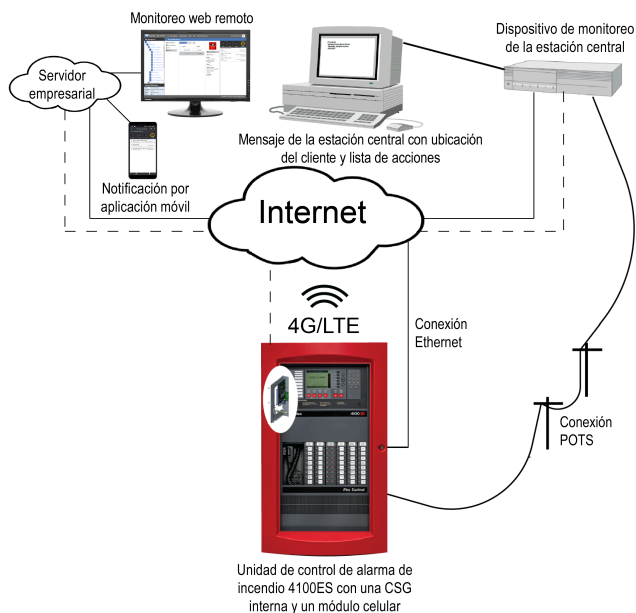 Monitoreo web remoto
Dispositivo de monitoreo
de la estación central
Servidor
empresarial
Mensaje de la estación central con ubicación
del cliente y lista de acciones
Notificación por
aplicación móvil
Internet
4G/LTE
Conexión
Ethernet
4100ES
Fire Control
Conexión
POTS
Unidad de control de alarma de
incendio 4100ES con una CSG
interna y un módulo celular